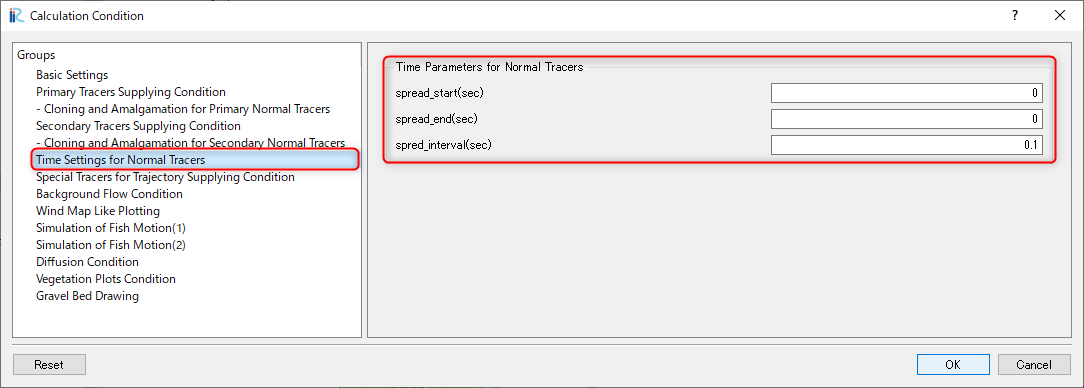 Calculation Condition
Groups
Basic Settings
Primary Tracers Supplying Condition
- Cloning and Amalgamation for Primary Normal Tracers
Secondary Tracers Supplying Condition
- Cloning and Amalgamation for Secondary Normal Tracers
Time Settings for Normal Tracers
Special Tracers for Trajectory Supplying Condition
Background Flow Condition
Wind Map Like Plotting
Simulation of Fish Motion(1)
Simulation of Fish Motion(2)
Diffusion Condition
Vegetation Plots Condition
Gravel Bed Drawing
Time Parameters for Normal Tracers
spread_start(sec) 0
spread_end(sec) 0
spred_interval(sec) 0.1
Reset
OK
Cancel